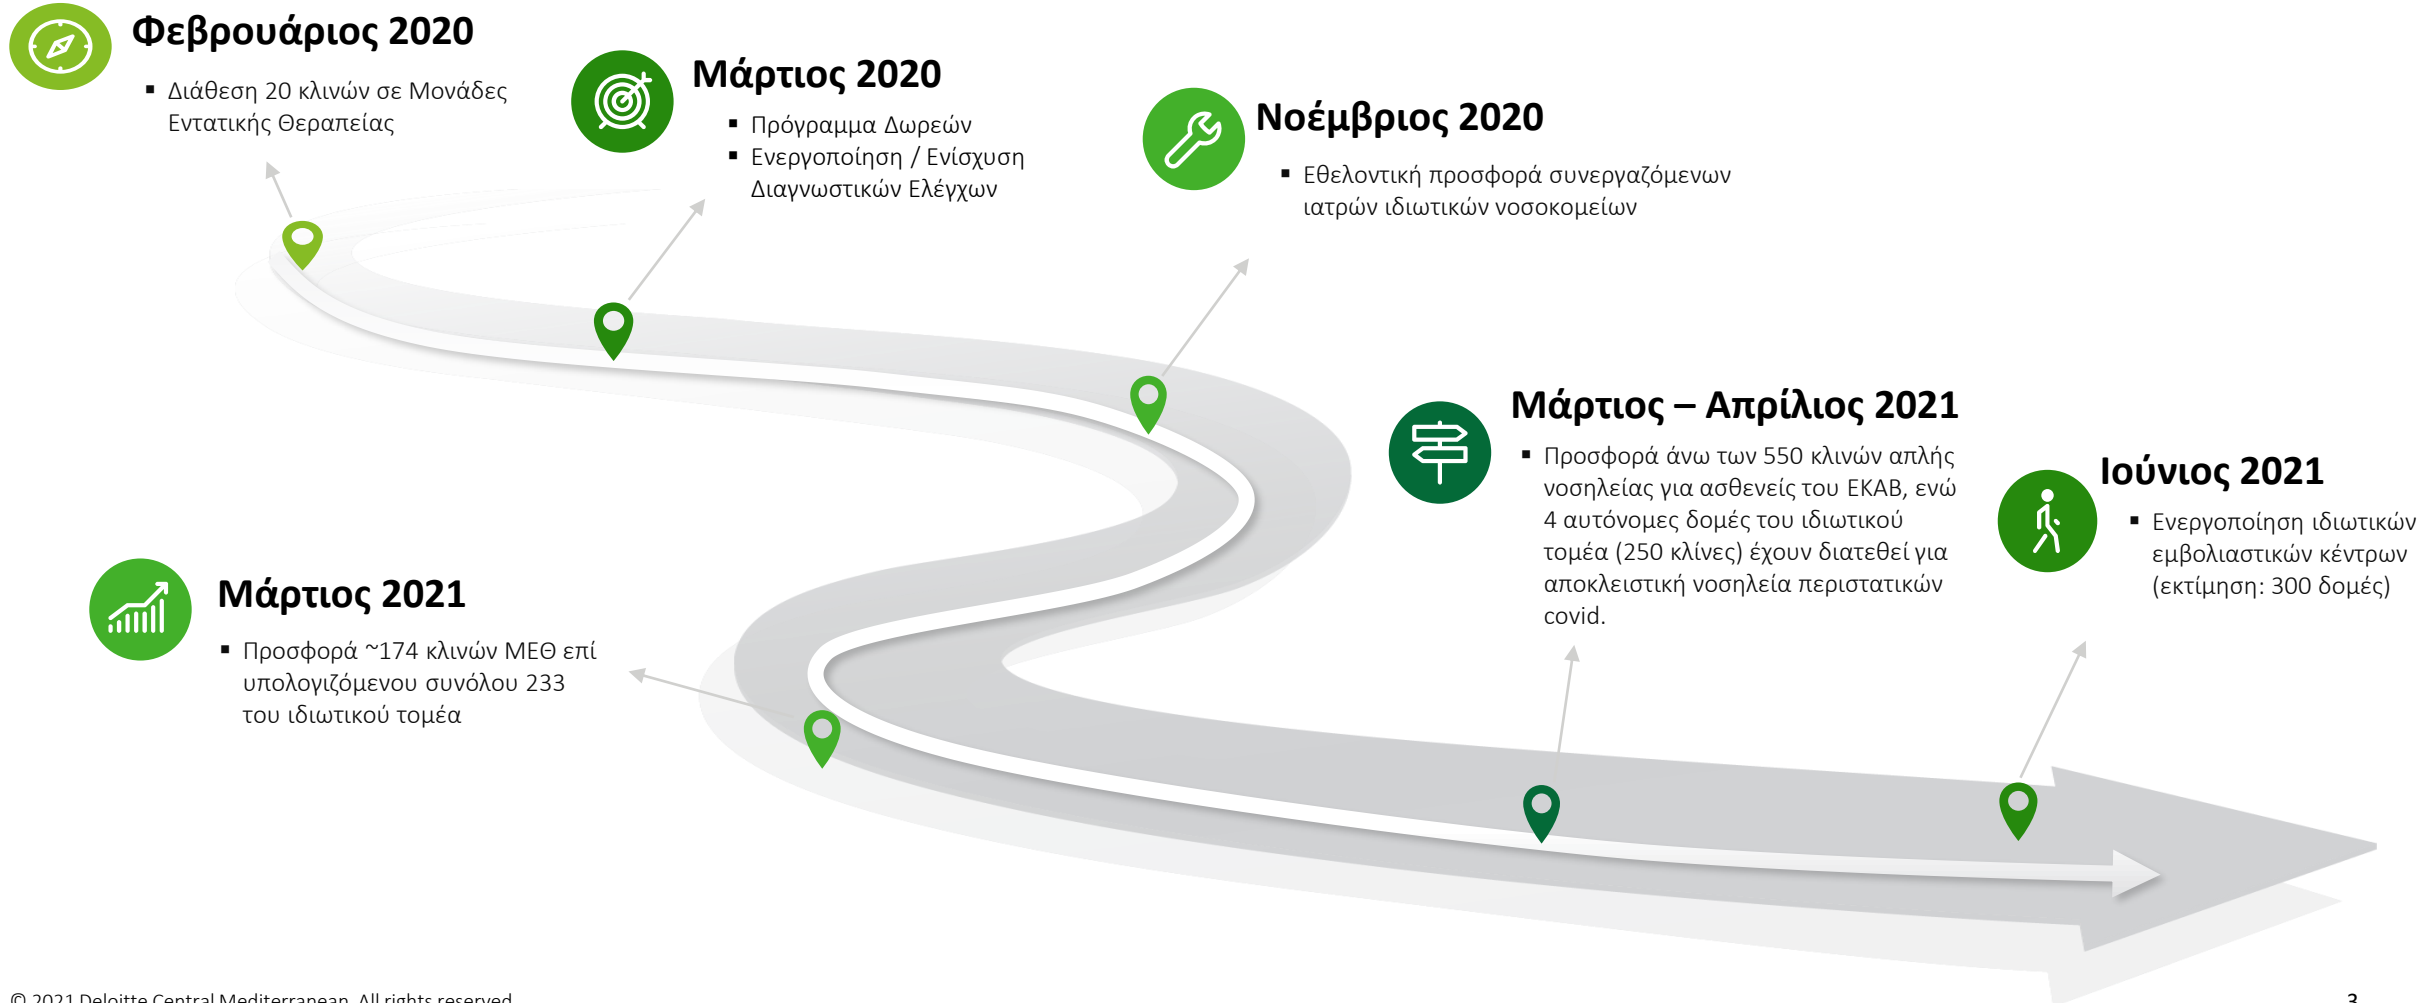 Φεβρουάριος 2020
▪ Διάθεση 20 κλινών σε Μονάδες
Εντατικής Θεραπείας
Μάρτιος 2020
▪ Πρόγραμμα Δωρεών
▪ Ενεργοποίηση / Ενίσχυση
Διαγνωστικών Ελέγχων
Νοέμβριος 2020
▪ Εθελοντική προσφορά συνεργαζόμενων
ιατρών ιδιωτικών νοσοκομείων
Μάρτιος 2021
▪ Προσφορά ~174 κλινών ΜΕΘ επί
υπολογιζόμενου συνόλου 233
του ιδιωτικού τομέα
Μάρτιος – Απρίλιος 2021
▪ Προσφορά άνω των 550 κλινών απλής
νοσηλείας για ασθενείς του ΕΚΑΒ, ενώ
4 αυτόνομες δομές του ιδιωτικού
τομέα (250 κλίνες) έχουν διατεθεί για
αποκλειστική νοσηλεία περιστατικών
covid.
Ιούνιος 2021
▪ Ενεργοποίηση ιδιωτικών
εμβολιαστικών κέντρων
(εκτίμηση: 300 δομές)
© 2021 Deloitte Central Mediterranean. All rights reserved
3